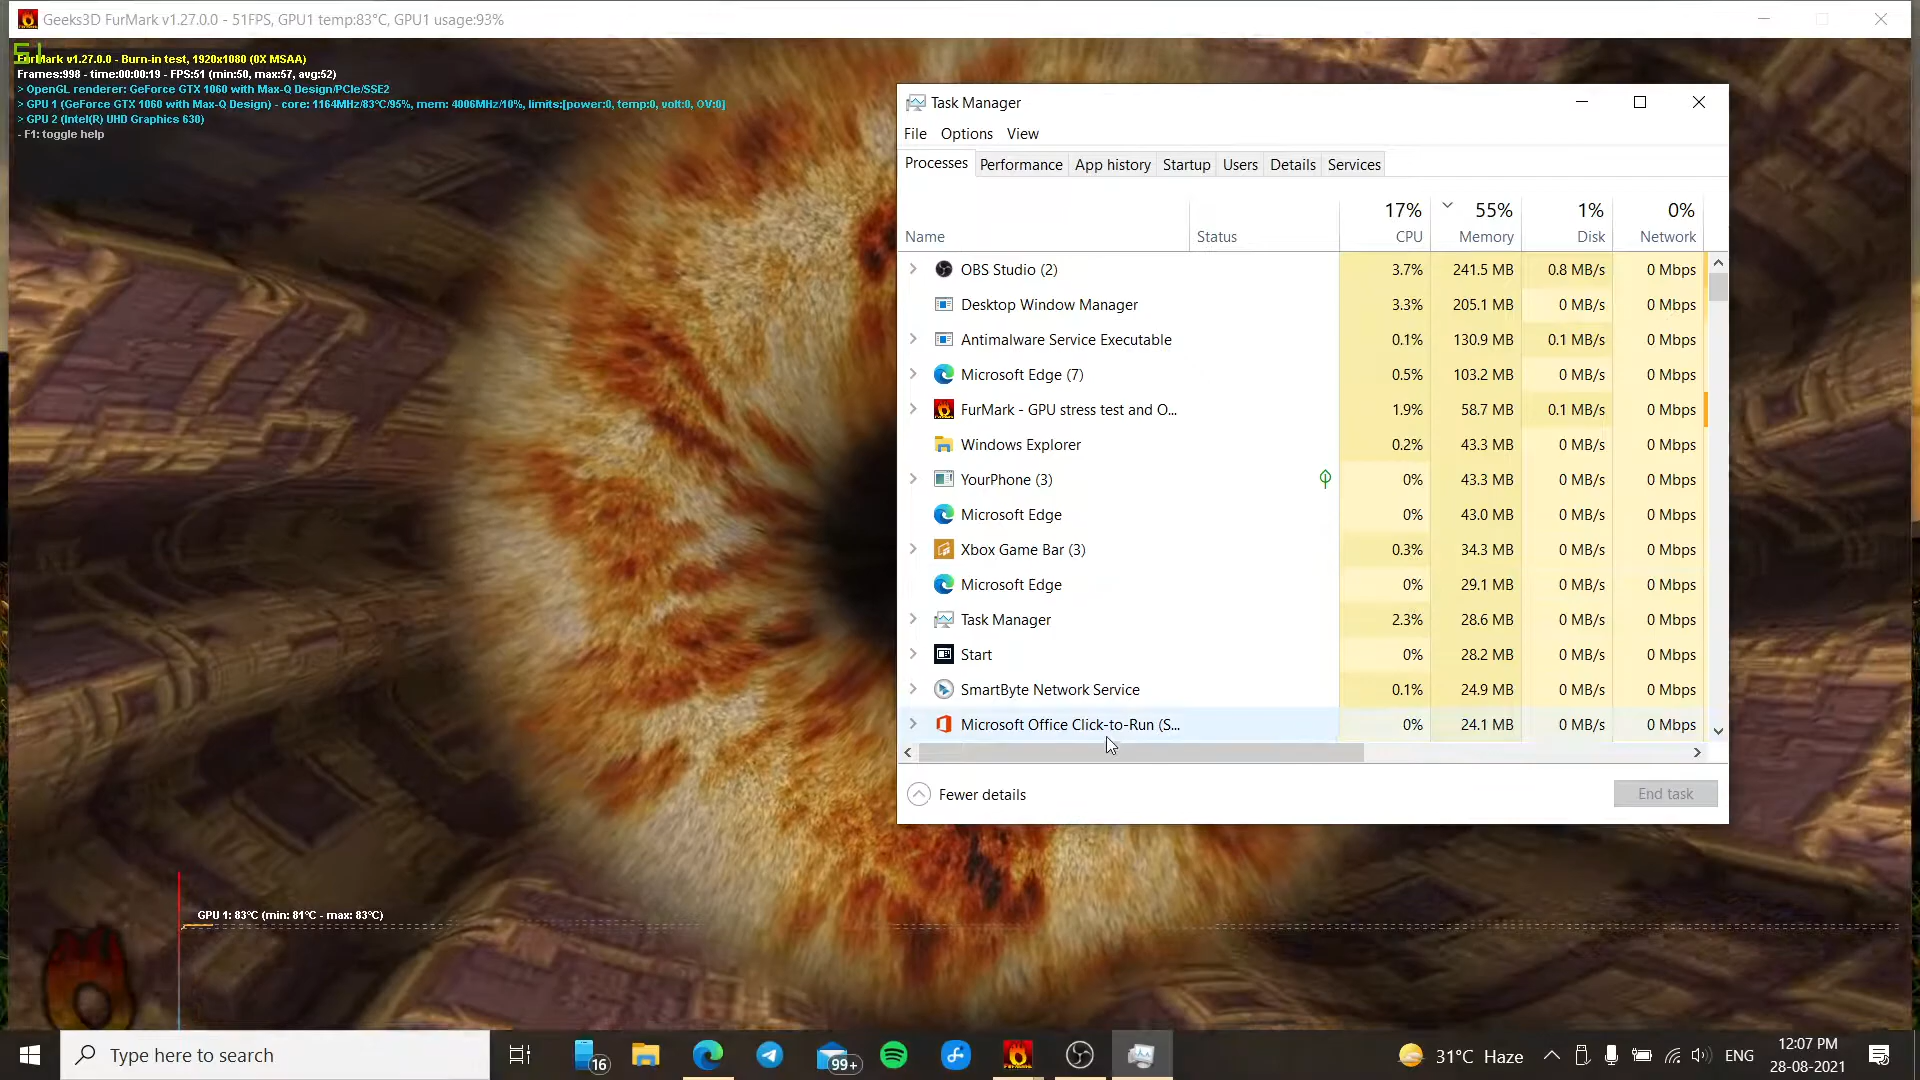 Geeks3D FurMark v1.27.0.0 - 51FPS, GPU1 temp:83°C, GPU1 usage:93%
51
FurMark v1.27.0.0 - Burn-in test, 1920x1080 (0X MSAA)
Frames:998 - time:00:00:19 - FPS:51 (min:50, max:57, avg:52)
> OpenGL renderer: GeForce GTX 1060 with Max-Q Design/PCIe/SSE2
> GPU 1 (GeForce GTX 1060 with Max-Q Design) - core: 1164MHz/83°C/95%, mem: 4006MHz/10%, limits:[power:0, temp:0, volt:0, OV:0]
> GPU 2 (Intel(R) UHD Graphics 630)
- F1: toggle help
Task Manager
File Options View
Processes Performance App history Startup Users Details Services
17% 55% 1% 0%
Name Status CPU Memory Disk Network
OBS Studio (2) 3.7% 241.5 MB 0.8 MB/s 0 Mbps
Desktop Window Manager 3.3% 205.1 MB 0 MB/s 0 Mbps
Antimalware Service Executable 0.1% 130.9 MB 0.1 MB/s 0 Mbps
Microsoft Edge (7) 0.5% 103.2 MB 0 MB/s 0 Mbps
FurMark - GPU stress test and O... 1.9% 58.7 MB 0.1 MB/s 0 Mbps
Windows Explorer 0.2% 43.3 MB 0 MB/s 0 Mbps
YourPhone (3) 0% 43.3 MB 0 MB/s 0 Mbps
Microsoft Edge 0% 43.0 MB 0 MB/s 0 Mbps
Xbox Game Bar (3) 0.3% 34.3 MB 0 MB/s 0 Mbps
Microsoft Edge 0% 29.1 MB 0 MB/s 0 Mbps
Task Manager 2.3% 28.6 MB 0 MB/s 0 Mbps
Start 0% 28.2 MB 0 MB/s 0 Mbps
SmartByte Network Service 0.1% 24.9 MB 0 MB/s 0 Mbps
Microsoft Office Click-to-Run (S... 0% 24.1 MB 0 MB/s 0 Mbps
Fewer details End task
GPU 1: 83°C (min: 81°C - max: 83°C)
Type here to search 16 99+ 31°C Haze ENG 12:07 PM
28-08-2021